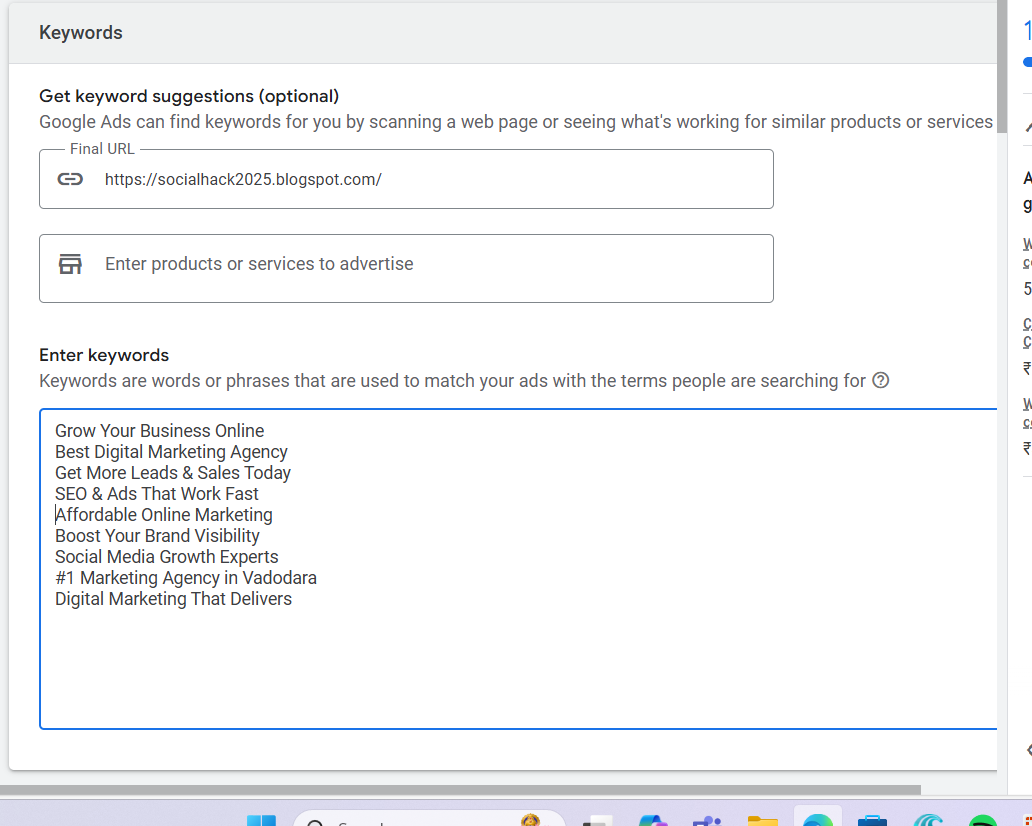 Keywords
Get keyword suggestions (optional)
Google Ads can find keywords for you by scanning a web page or seeing what's working for similar products or services
Final URL
https://socialhack2025.blogspot.com/
Enter products or services to advertise
Enter keywords
Keywords are words or phrases that are used to match your ads with the terms people are searching for
Grow Your Business Online
Best Digital Marketing Agency
Get More Leads & Sales Today
SEO & Ads That Work Fast
Affordable Online Marketing
Boost Your Brand Visibility
Social Media Growth Experts
#1 Marketing Agency in Vadodara
Digital Marketing That Delivers